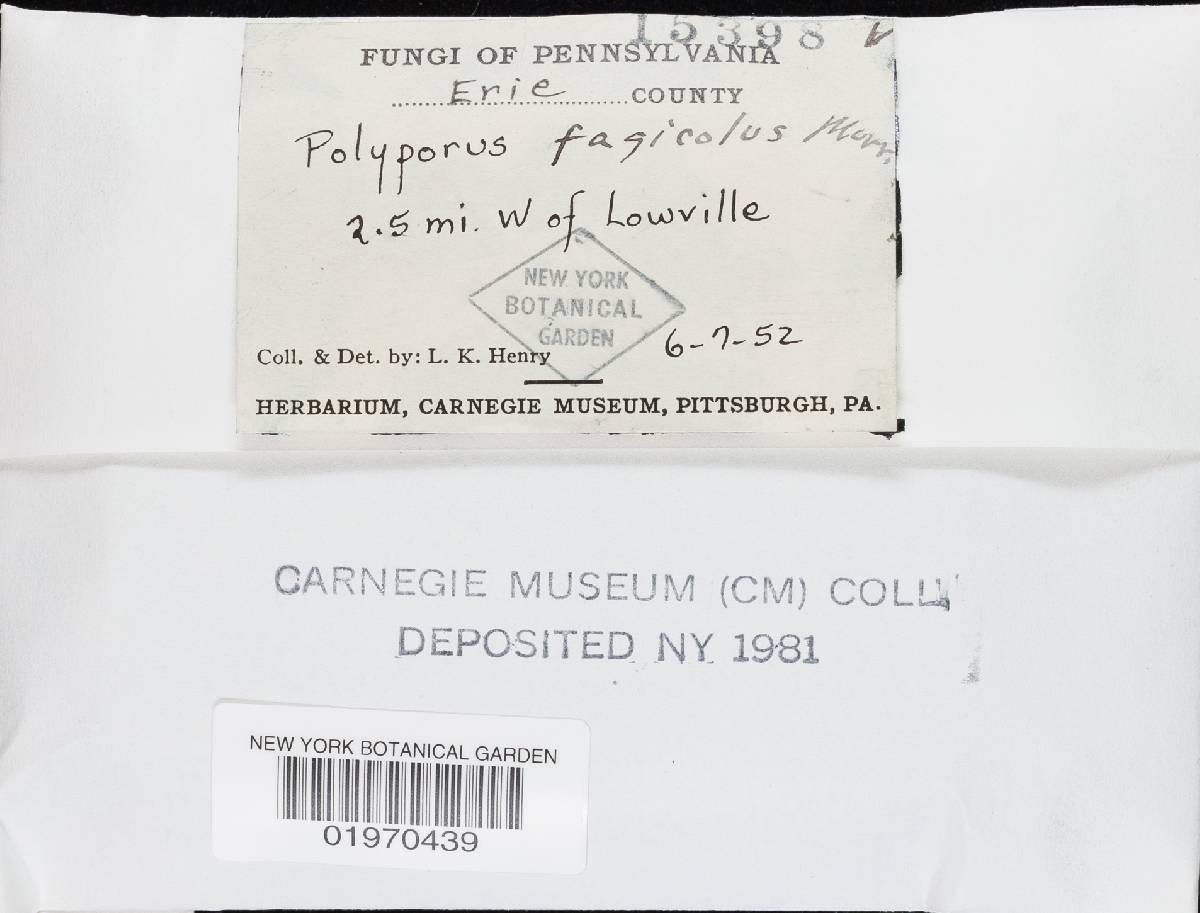 15398
FUNGI OF PENNSYLVANIA
Erie COUNTY
Polyporus fagicolus Murr.
2.5 mi. W of Lowville
NEW YORK
BOTANICAL
GARDEN
6-7-52
Coll. & Det. by: L. K. Henry
HERBARIUM, CARNEGIE MUSEUM, PITTSBURGH, PA.
CARNEGIE MUSEUM (CM) COLL.
DEPOSITED NY 1981
NEW YORK BOTANICAL GARDEN
01970439